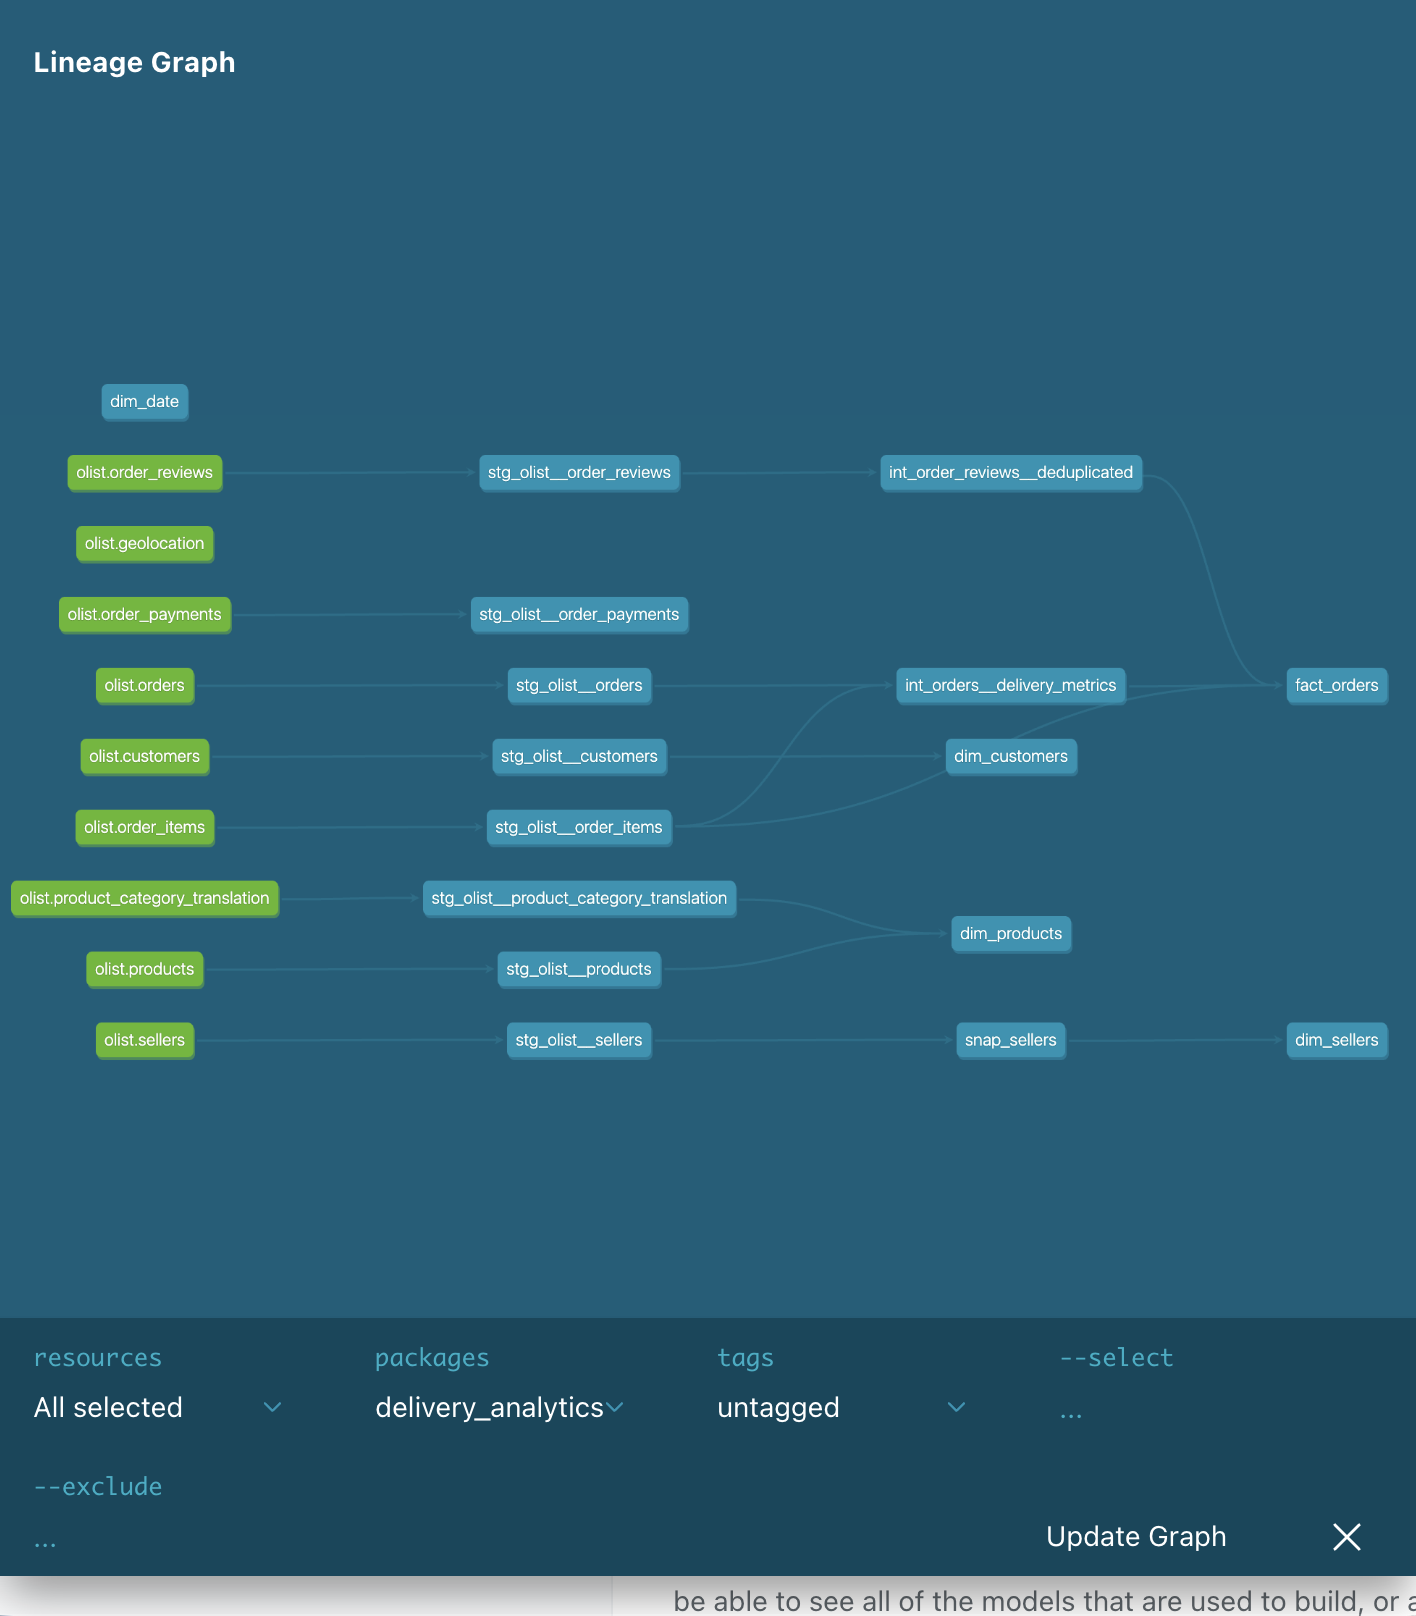 Lineage Graph
dim_date
olist.order_reviews
stg_olist__order_reviews
int_order_reviews__deduplicated
olist.geolocation
olist.order_payments
stg_olist__order_payments
olist.orders
stg_olist__orders
int_orders__delivery_metrics
fact_orders
olist.customers
stg_olist__customers
dim_customers
olist.order_items
stg_olist__order_items
olist.product_category_translation
stg_olist__product_category_translation
dim_products
olist.products
stg_olist__products
olist.sellers
stg_olist__sellers
snap_sellers
dim_sellers
resources
packages
tags
--select
All selected
delivery_analytics
untagged
...
--exclude
...
Update Graph
be able to see all of the models that are used to build, or